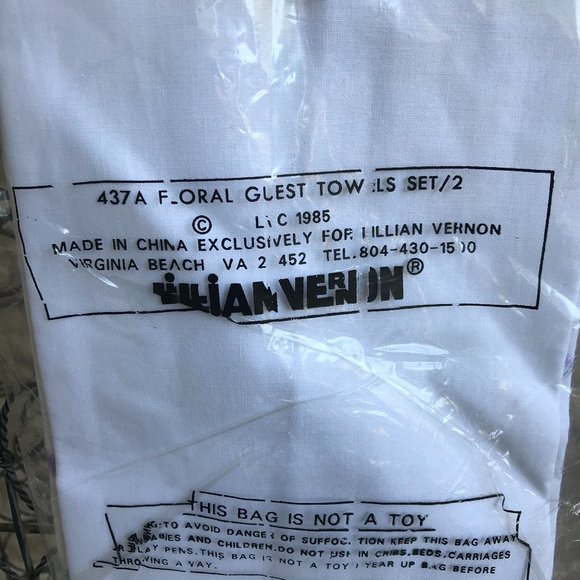 437A FLORAL GUEST TOWELS SET/2
© LVC 1985
MADE IN CHINA EXCLUSIVELY FOR LILLIAN VERNON
VIRGINIA BEACH VA 2 452 TEL.804-430-15 0
LILLIAN VERNON®
THIS BAG IS NOT A TOY
TO AVOID DANGER OF SUFFOC TION KEEP THIS BAG AWAY
BABIES AND CHILDREN.DO NOT USE IN CRIBS,BEDS,CARRIAGES
OR PLAY PENS.THIS BAG IS NOT A TOY BAG BEFORE
THROWING AWAY.